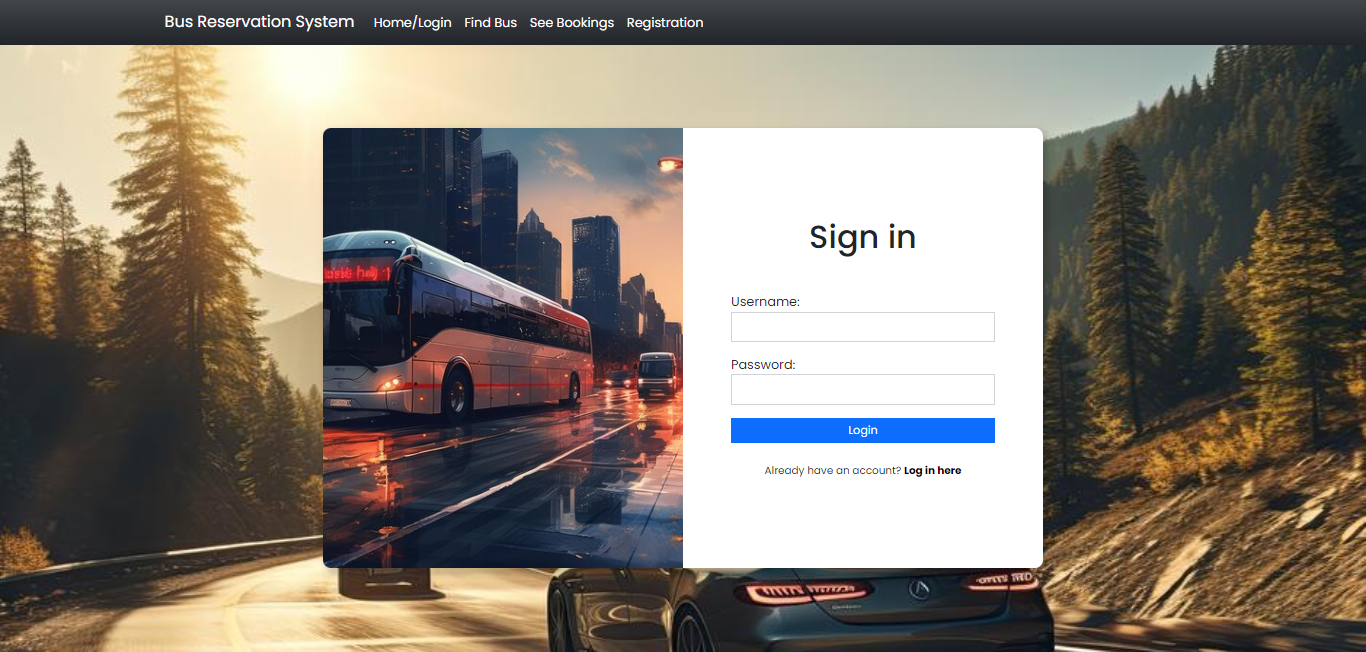 Bus Reservation System Home/Login Find Bus See Bookings Registration
Sign in
Username:
Password:
Login
Already have an account? Log in here